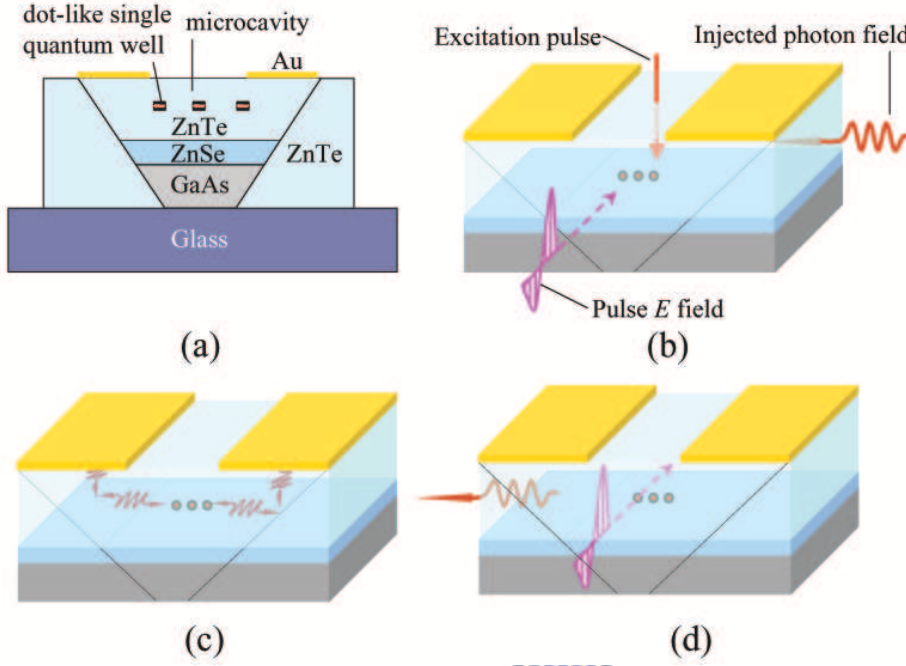 dot-like single
quantum well
microcavity
Au
ZnTe
ZnSe
ZnTe
GaAs
Glass
(a)
Excitation pulse
Injected photon field
Pulse E field
(b)
(c)
(d)